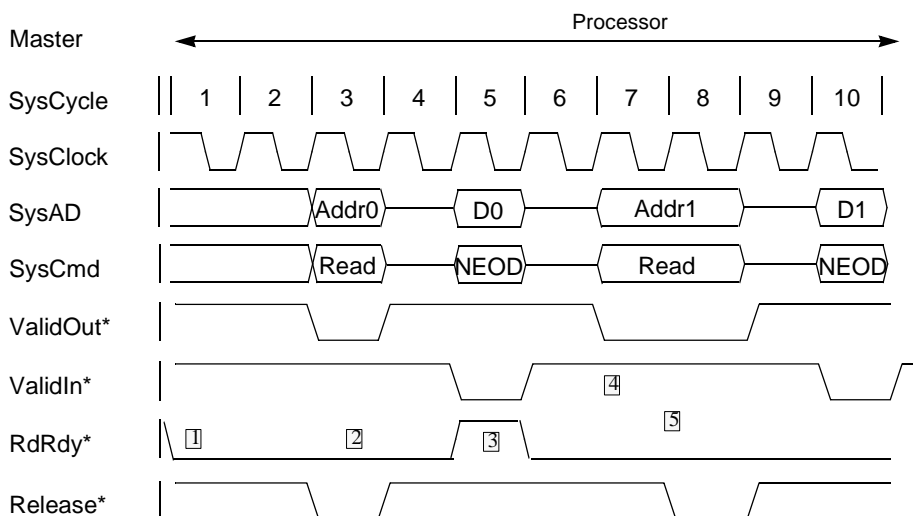 Processor
Master
SysCycle 1 2 3 4 5 6 7 8 9 10
SysClock
SysAD Addr0 D0 Addr1 D1
SysCmd Read NEOD Read NEOD
ValidOut*
ValidIn* 4
5
RdRdy* 1 2 3
Release*